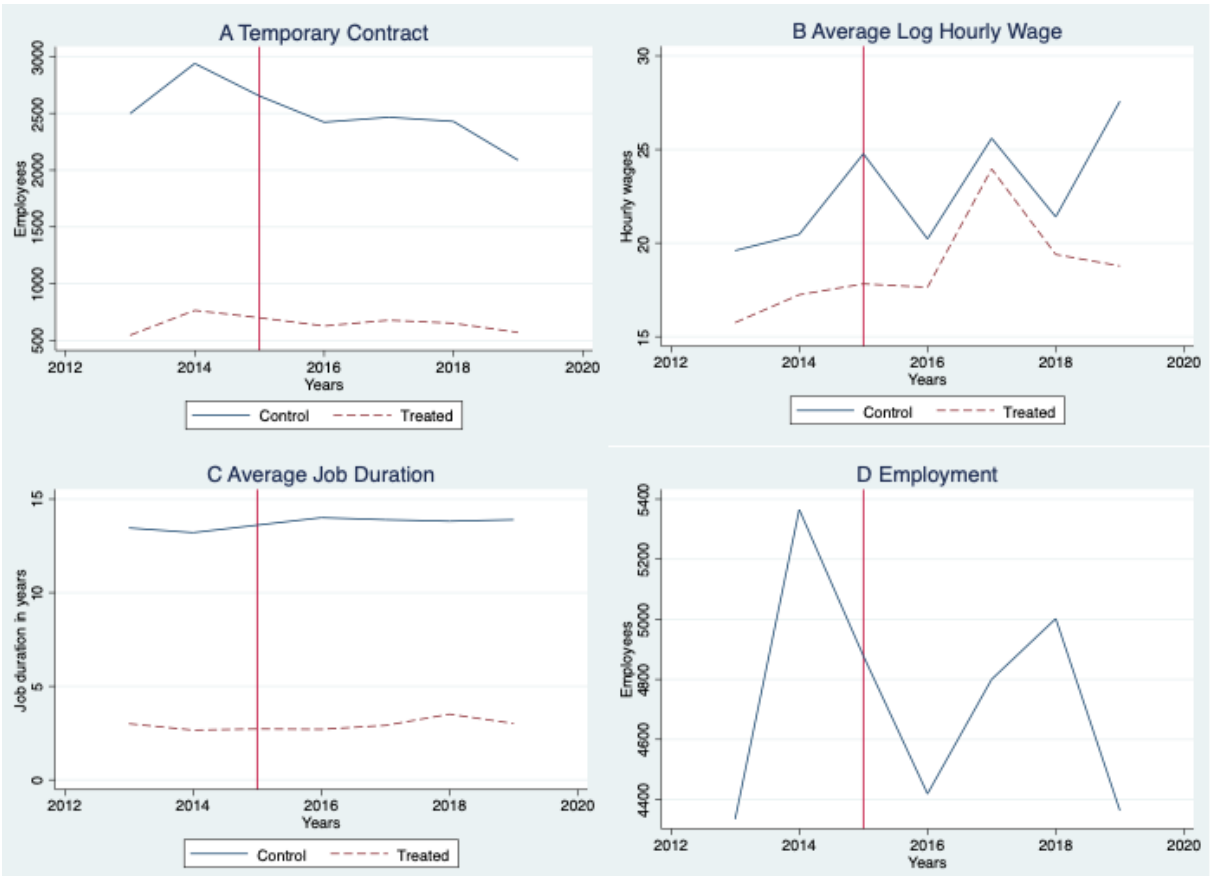 A Temporary Contract
3000
2500
2000
1500
1000
500
Employees
2012 2014 2016 2018 2020
Years
Control Treated
B Average Log Hourly Wage
30
25
20
15
Hourly wages
2012 2014 2016 2018 2020
Years
Control Treated
C Average Job Duration
15
10
5
0
Job duration in years
2012 2014 2016 2018 2020
Years
Control Treated
D Employment
5400
5200
5000
4800
4600
4400
Employees
2012 2014 2016 2018 2020
Years